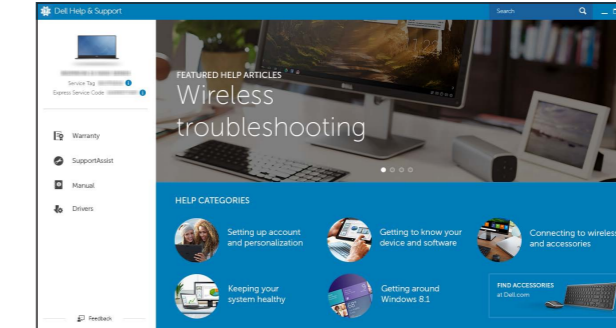 Dell Help & Support
Search
Service Tag
Express Service Code
Warranty
SupportAssist
Manual
Drivers
Feedback
FEATURED HELP ARTICLES
Wireless
troubleshooting
HELP CATEGORIES
Setting up account
and personalization
Getting to know your
device and software
Connecting to wireless
and accessories
Keeping your
system healthy
Getting around
Windows 8.1
FIND ACCESSORIES
at Dell.com